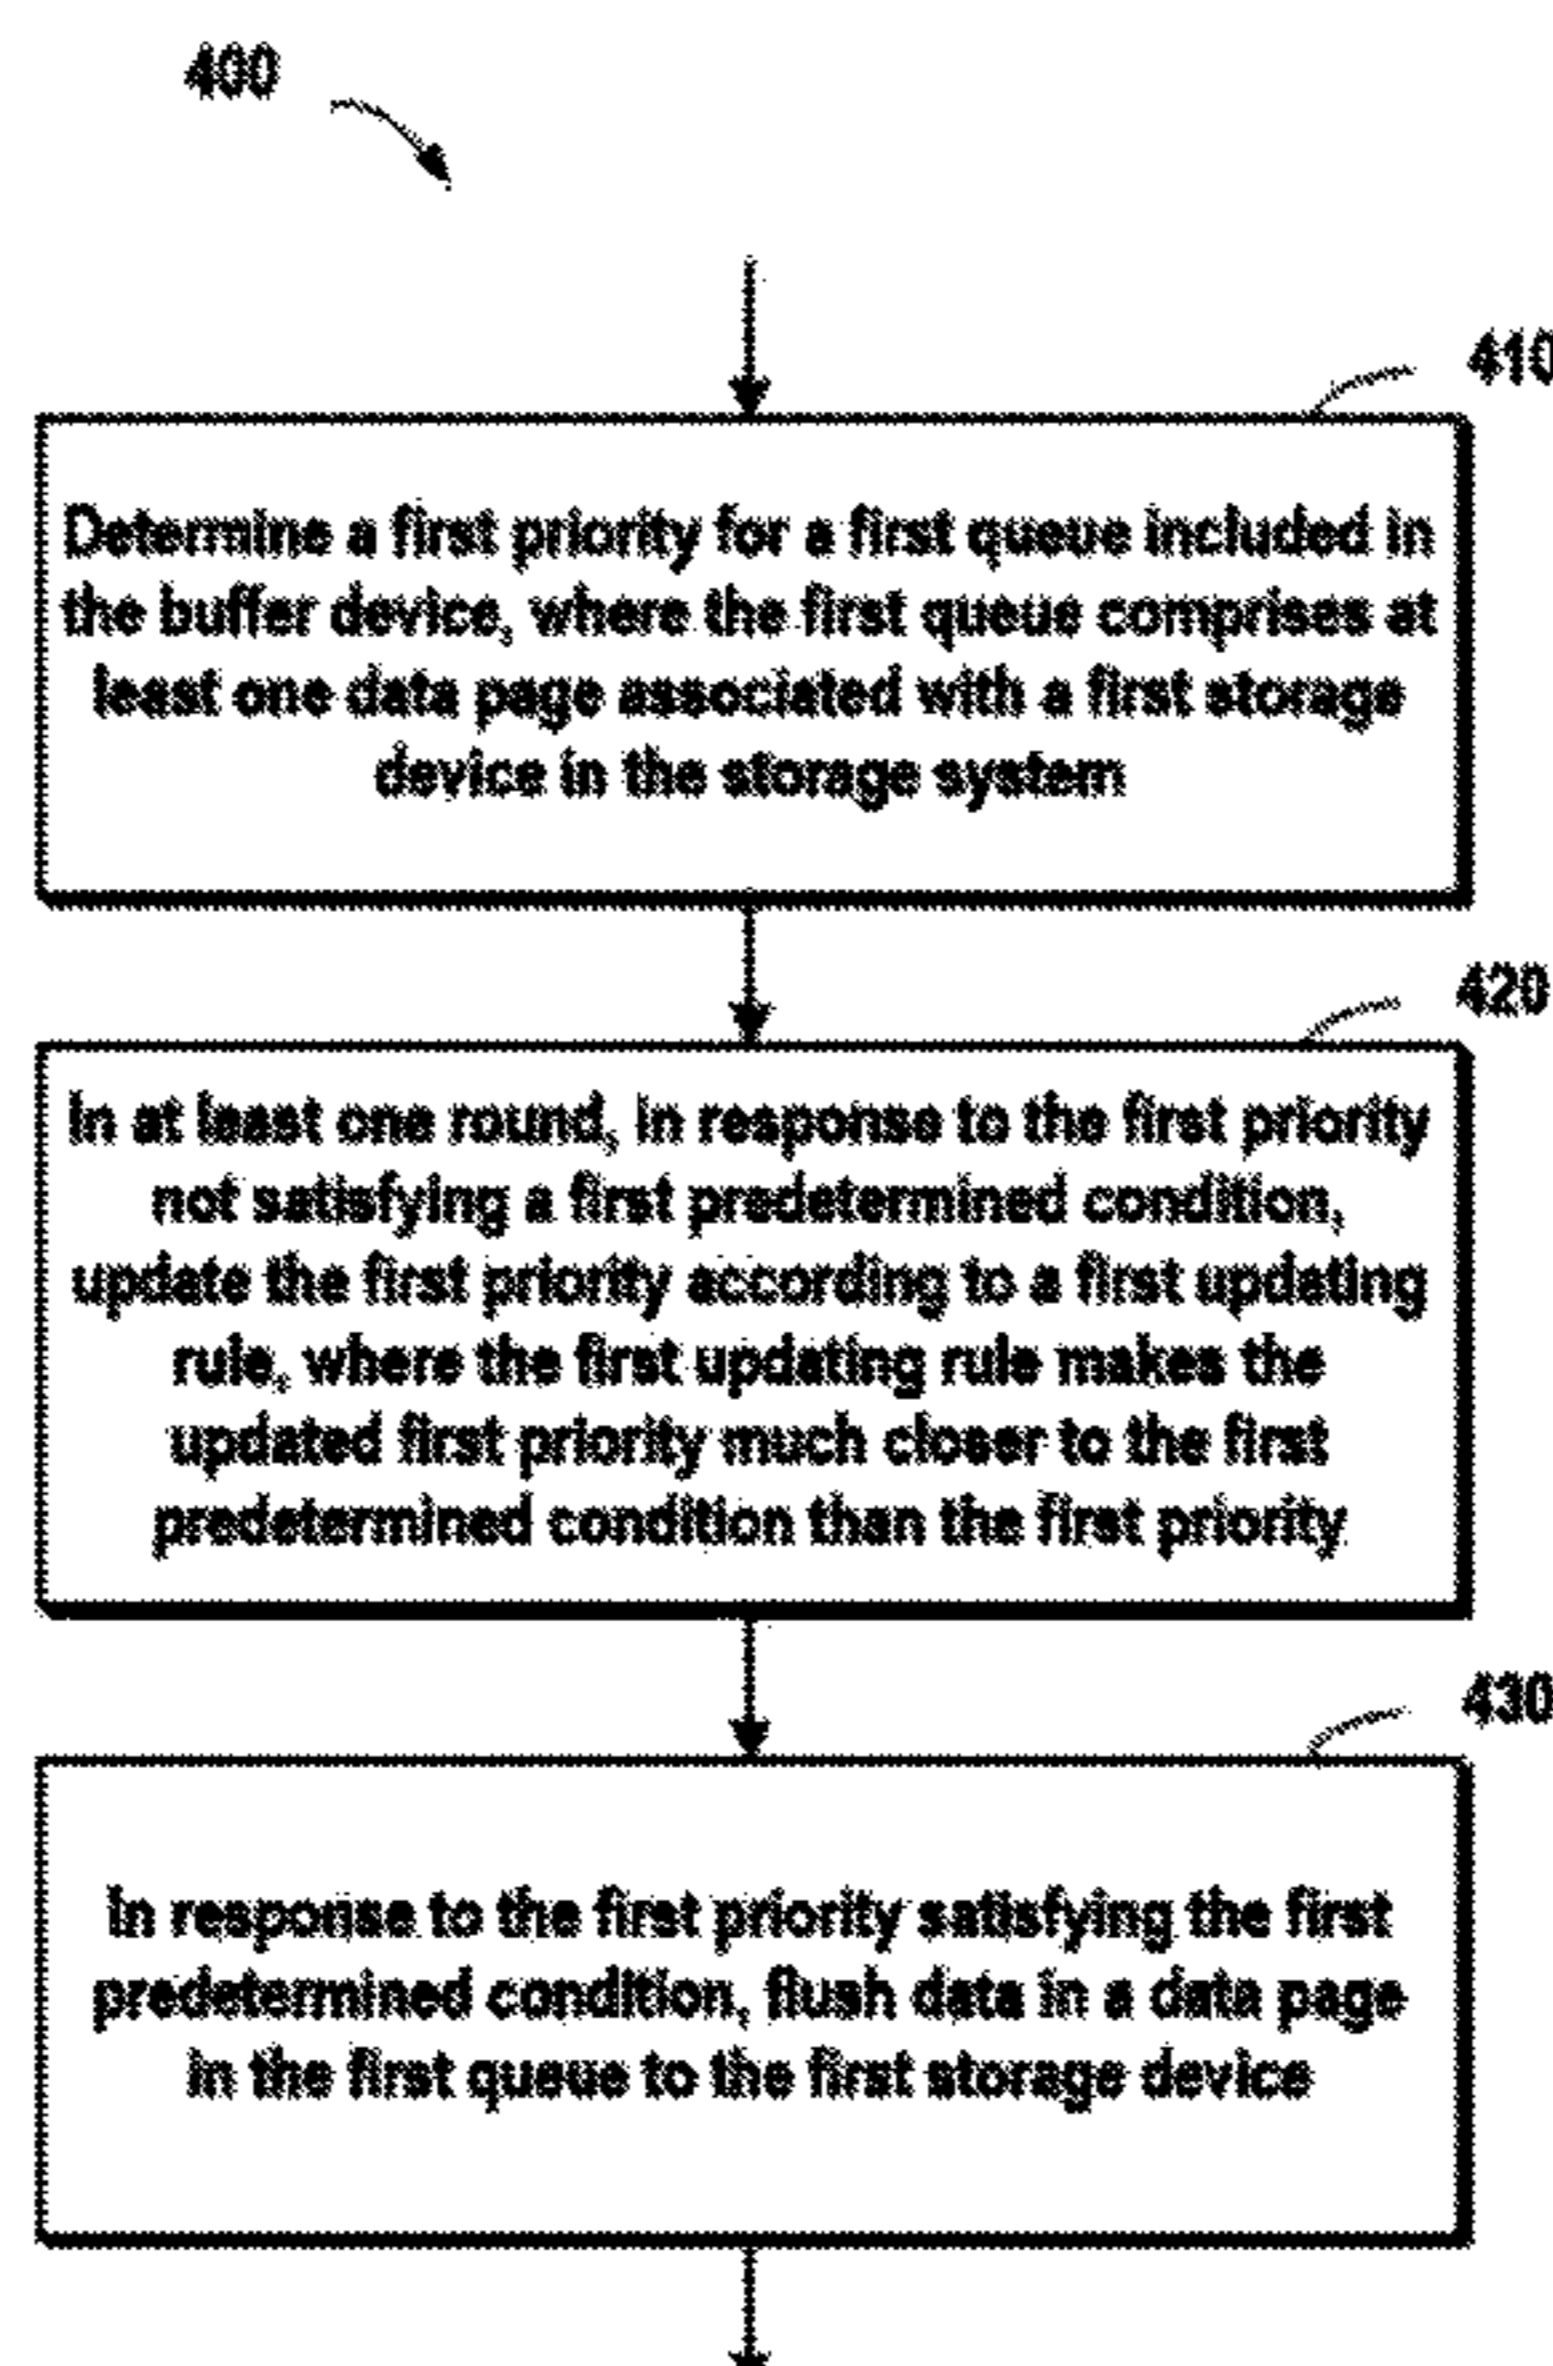 400
410
Determine a first priority for a first queue included in
the buffer device, where the first queue comprises at
least one data page associated with a first storage
device in the storage system
420
In at least one round, in response to the first priority
not satisfying a first predetermined condition,
update the first priority according to a first updating
rule, where the first updating rule makes the
updated first priority much closer to the first
predetermined condition than the first priority
430
In response to the first priority satisfying the first
predetermined condition, flush data in a data page
in the first queue to the first storage device